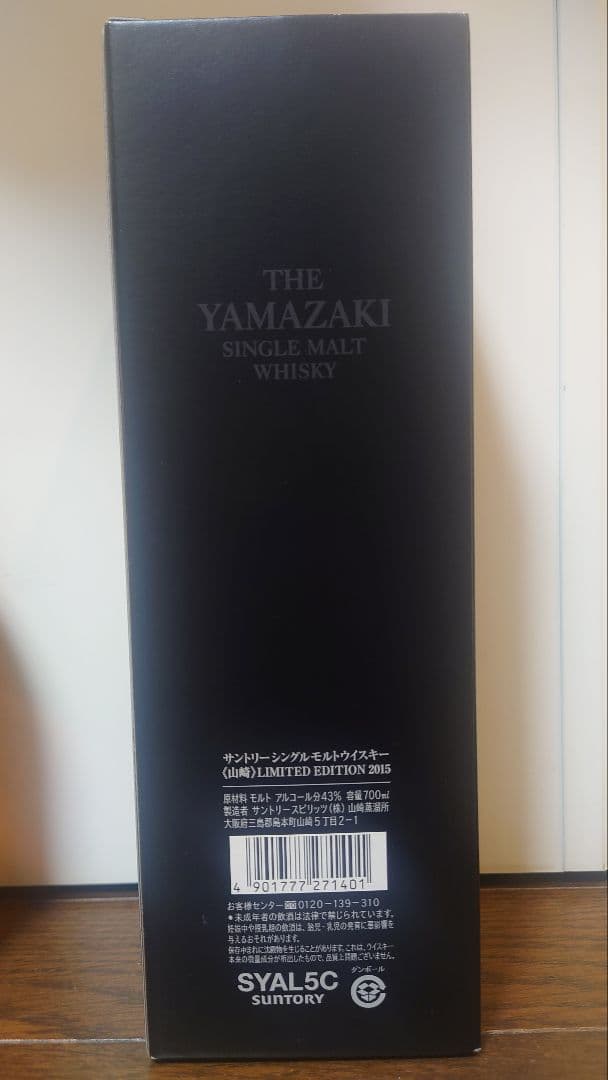 THE
YAMAZAKI
SINGLE MALT
WHISKY
サントリーシングルモルトウイスキー
《山崎》LIMITED EDITION 2015
原材料 モルト アルコール分43% 容量700㎖
製造者 サントリースピリッツ(株) 山崎蒸溜所
大阪府三島郡島本町山崎5丁目2−1
4 901777 271401
お客様センター 0120−139−310
●未成年者の飲酒は法律で禁じられています。
妊娠中や授乳期の飲酒は、胎児・乳児の発育に悪影響を
与えるおそれがあります。
保存中まれに沈澱物を生じることがあります。これは、ウイスキー
本来の微量成分が析出したもので、品質上問題ございません。
ダンボール
SYAL5C
SUNTORY